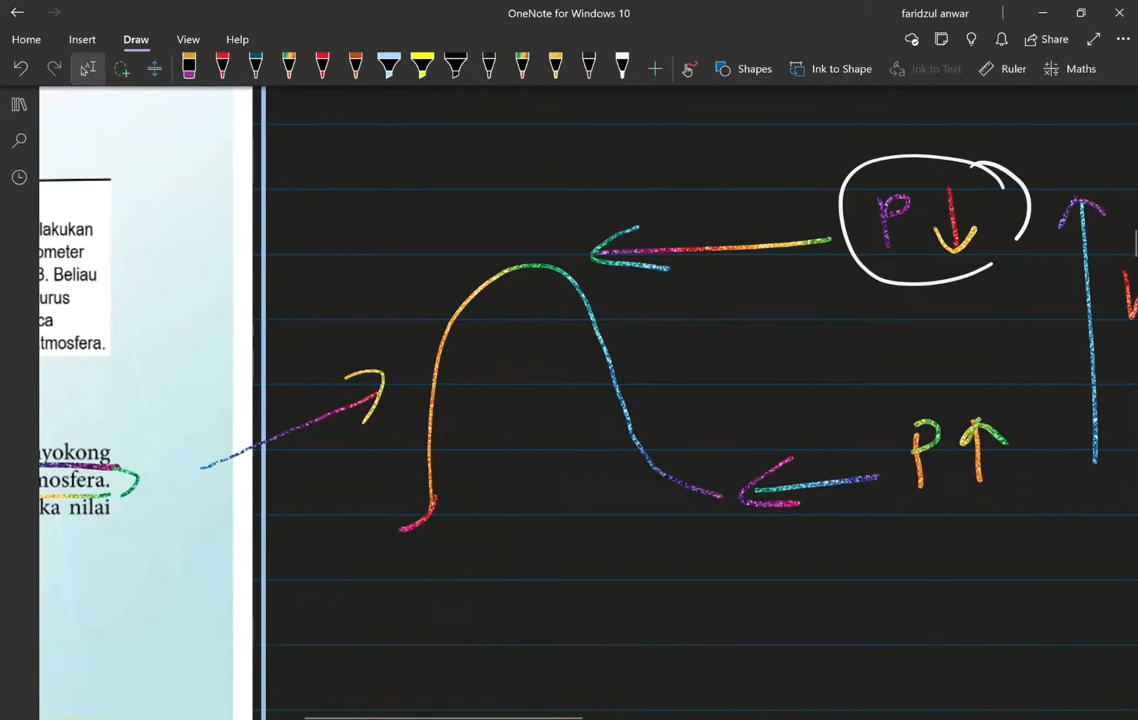 OneNote for Windows 10
faridzul anwar
Home
Insert
Draw
View
Help
Share
Shapes
Ink to Shape
Ink to Text
Ruler
Maths
lakukan
ometer
3. Beliau
urus
ca
tmosfera.
nyokong
mosfera.
ka nilai
P ↓
P ↑